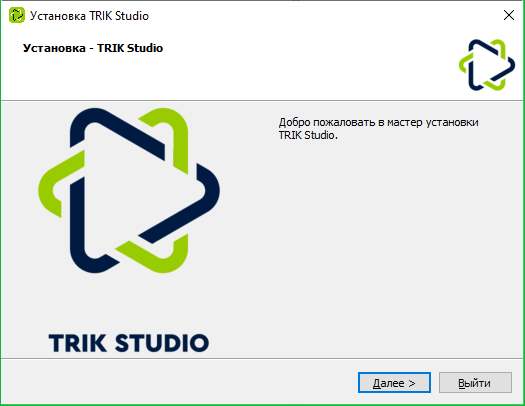 Установка TRIK Studio
Установка - TRIK Studio
Добро пожаловать в мастер установки
TRIK Studio.
TRIK STUDIO
Далее >
Выйти